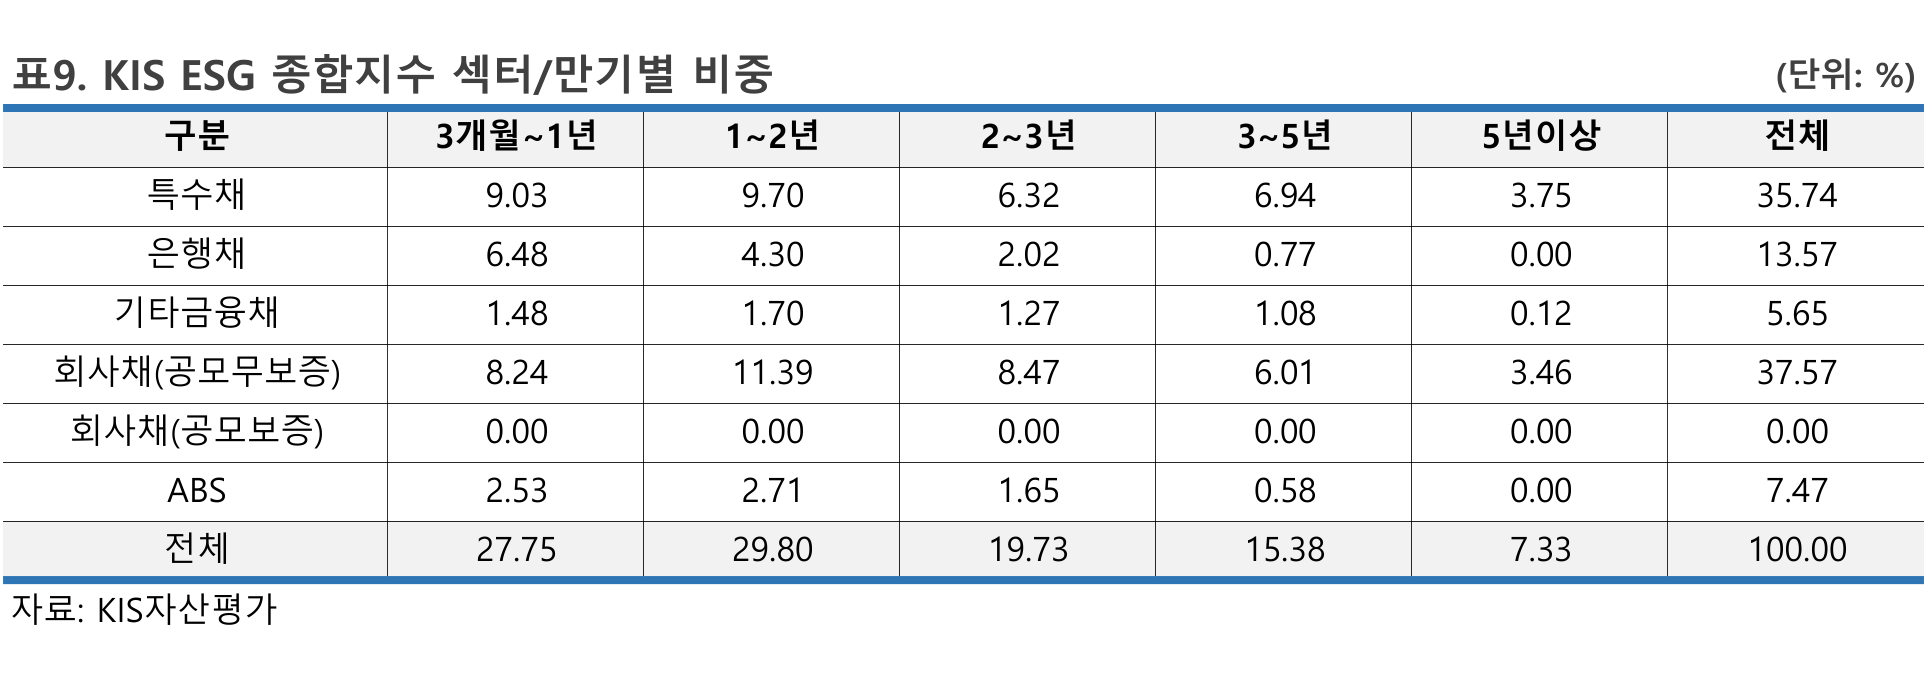 표9. KIS ESG 종합지수 섹터/만기별 비중 (단위: %)
구분 3개월~1년 1~2년 2~3년 3~5년 5년이상 전체
특수채 9.03 9.70 6.32 6.94 3.75 35.74
은행채 6.48 4.30 2.02 0.77 0.00 13.57
기타금융채 1.48 1.70 1.27 1.08 0.12 5.65
회사채(공모무보증) 8.24 11.39 8.47 6.01 3.46 37.57
회사채(공모보증) 0.00 0.00 0.00 0.00 0.00 0.00
ABS 2.53 2.71 1.65 0.58 0.00 7.47
전체 27.75 29.80 19.73 15.38 7.33 100.00
자료: KIS자산평가